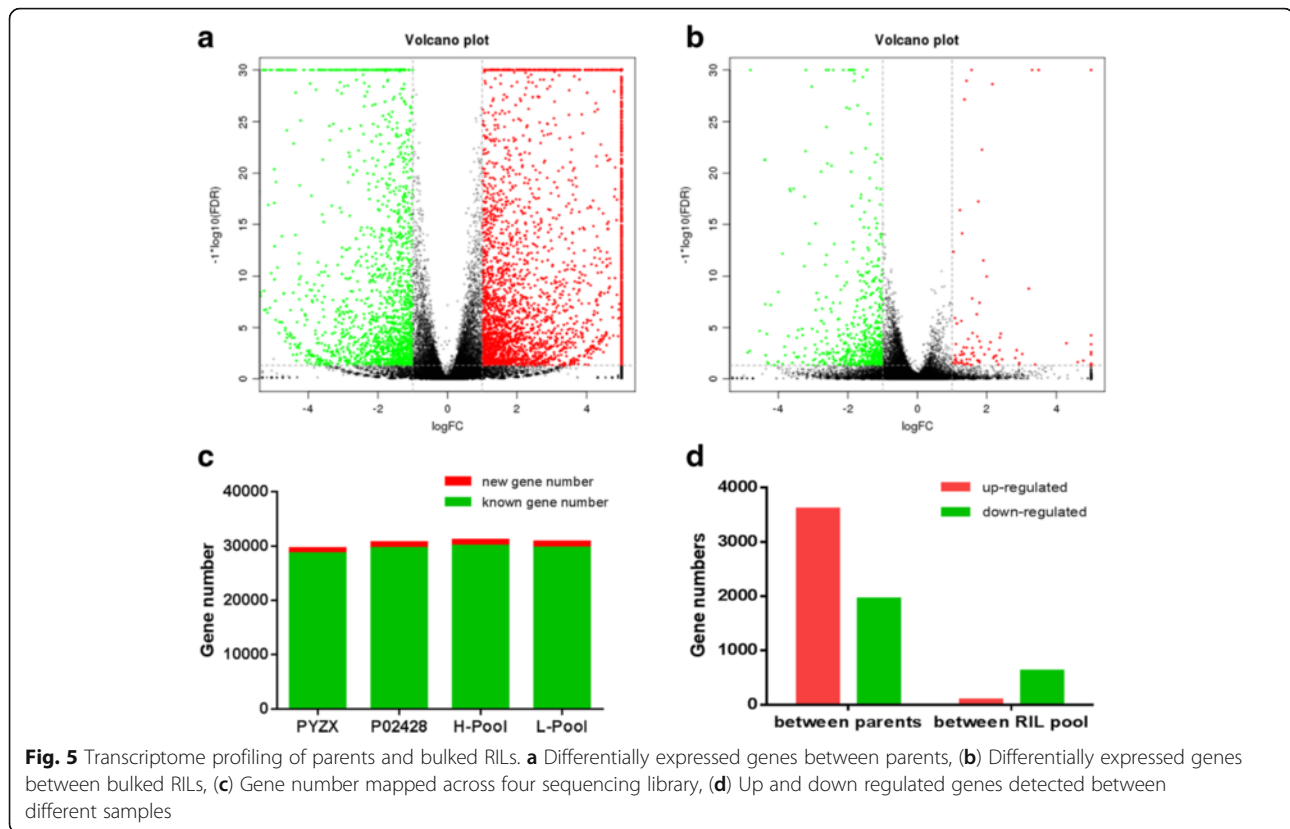 a
Volcano plot
30
25
20
15
10
5
0
-1*log10(FDR)
-4 -2 0 2 4
logFC
b
Volcano plot
30
25
20
15
10
5
0
-1*log10(FDR)
-4 -2 0 2 4
logFC
c
new gene number
known gene number
40000
30000
20000
10000
0
Gene number
PYZX P02428 H-Pool L-Pool
d
up-regulated
down-regulated
4000
3000
2000
1000
0
Gene numbers
between parents between RIL pool
Fig. 5 Transcriptome profiling of parents and bulked RILs. a Differentially expressed genes between parents, (b) Differentially expressed genes
between bulked RILs, (c) Gene number mapped across four sequencing library, (d) Up and down regulated genes detected between
different samples